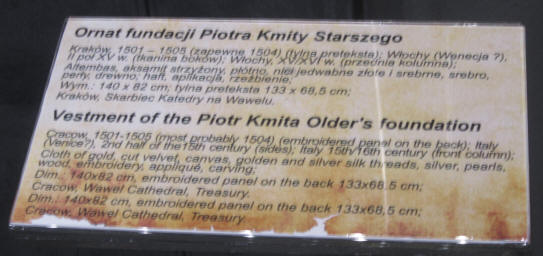 Ornat fundacji Piotra Kmity Starszego
Kraków, 1501 – 1505 (zapewne 1504) (tylna preteksta); Włochy (Wenecja ?),
II poł XV w. (tkanina boków); Włochy, XV/XVI w. (przednia kolumna);
Altembas, aksamit strzyżony, płótno, nici jedwabne złote i srebrne, srebro,
perły, drewno; haft, aplikacja, rzeźbienie;
Wym.: 140 x 82 cm; tylna preteksta 133 x 68,5 cm;
Kraków, Skarbiec Katedry na Wawelu.
Vestment of the Piotr Kmita Older's foundation
Cracow, 1501-1505 (most probably 1504) (embroidered panel on the back); Italy
(Venice?), 2nd half of the15th century (sides); Italy 15th/16th century (front column);
Cloth of gold, cut velvet, canvas, golden and silver silk threads, silver, pearls,
wood, embroidery, appliqué, carving;
Dim.: 140x82 cm, embroidered panel on the back 133x68,5 cm;
Cracow, Wawel Cathedral, Treasury.
Dim.: 140x82 cm, embroidered panel on the back 133x68,5 cm;
Cracow, Wawel Cathedral, Treasury.